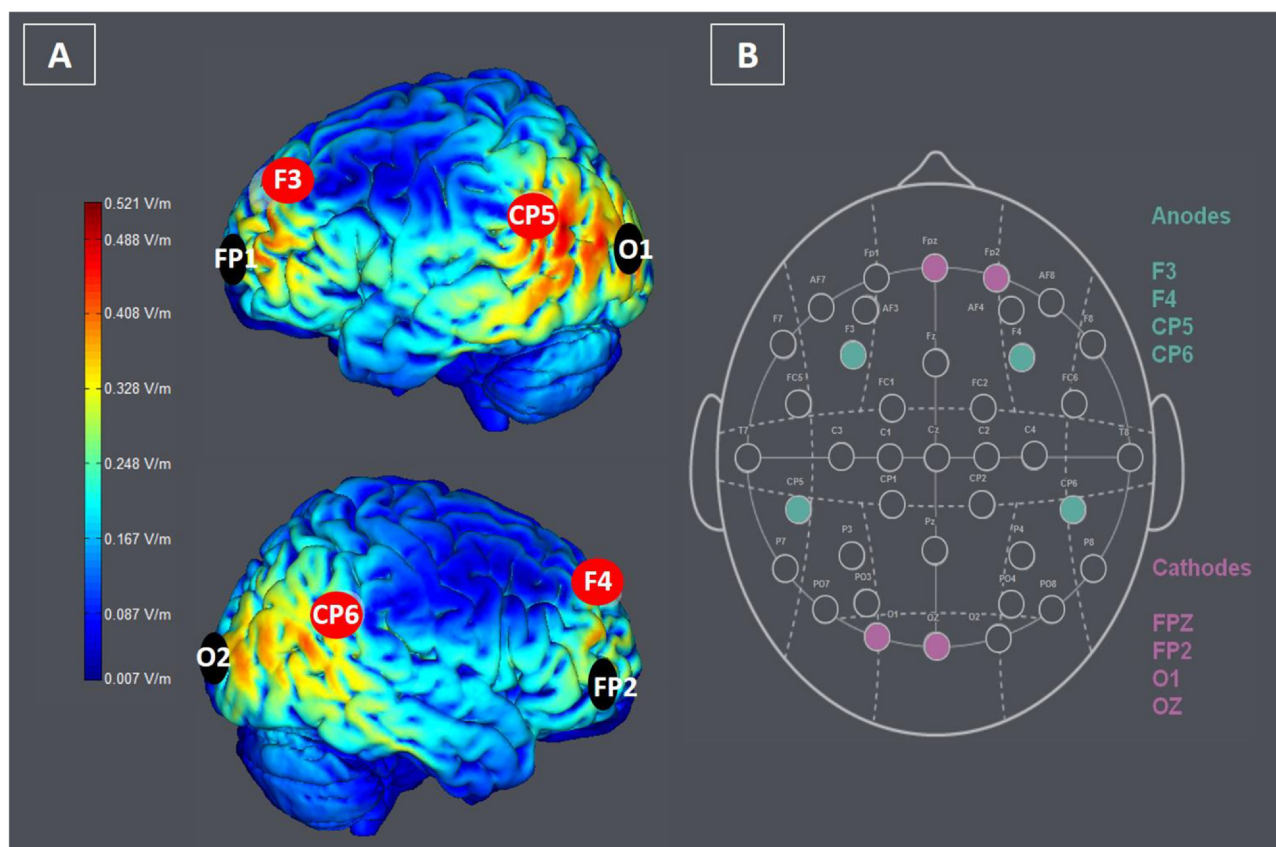 A
B
0.521 V/m
0.488 V/m
0.408 V/m
0.328 V/m
0.248 V/m
0.167 V/m
0.087 V/m
0.007 V/m
F3
CP5
FP1
O1
F4
CP6
O2
FP2
Fpz
Fp1
Fp2
AF7
AF8
AF3
AF4
F7
F3
Fz
F4
F8
FC5
FC1
FC2
FC6
T7
C3
C1
Cz
C2
C4
T8
CP5
CP1
CP2
CP6
P7
P3
Pz
P4
P8
PO7
PO3
PO4
PO8
O1
OZ
O2
Anodes
F3
F4
CP5
CP6
Cathodes
FPZ
FP2
O1
OZ